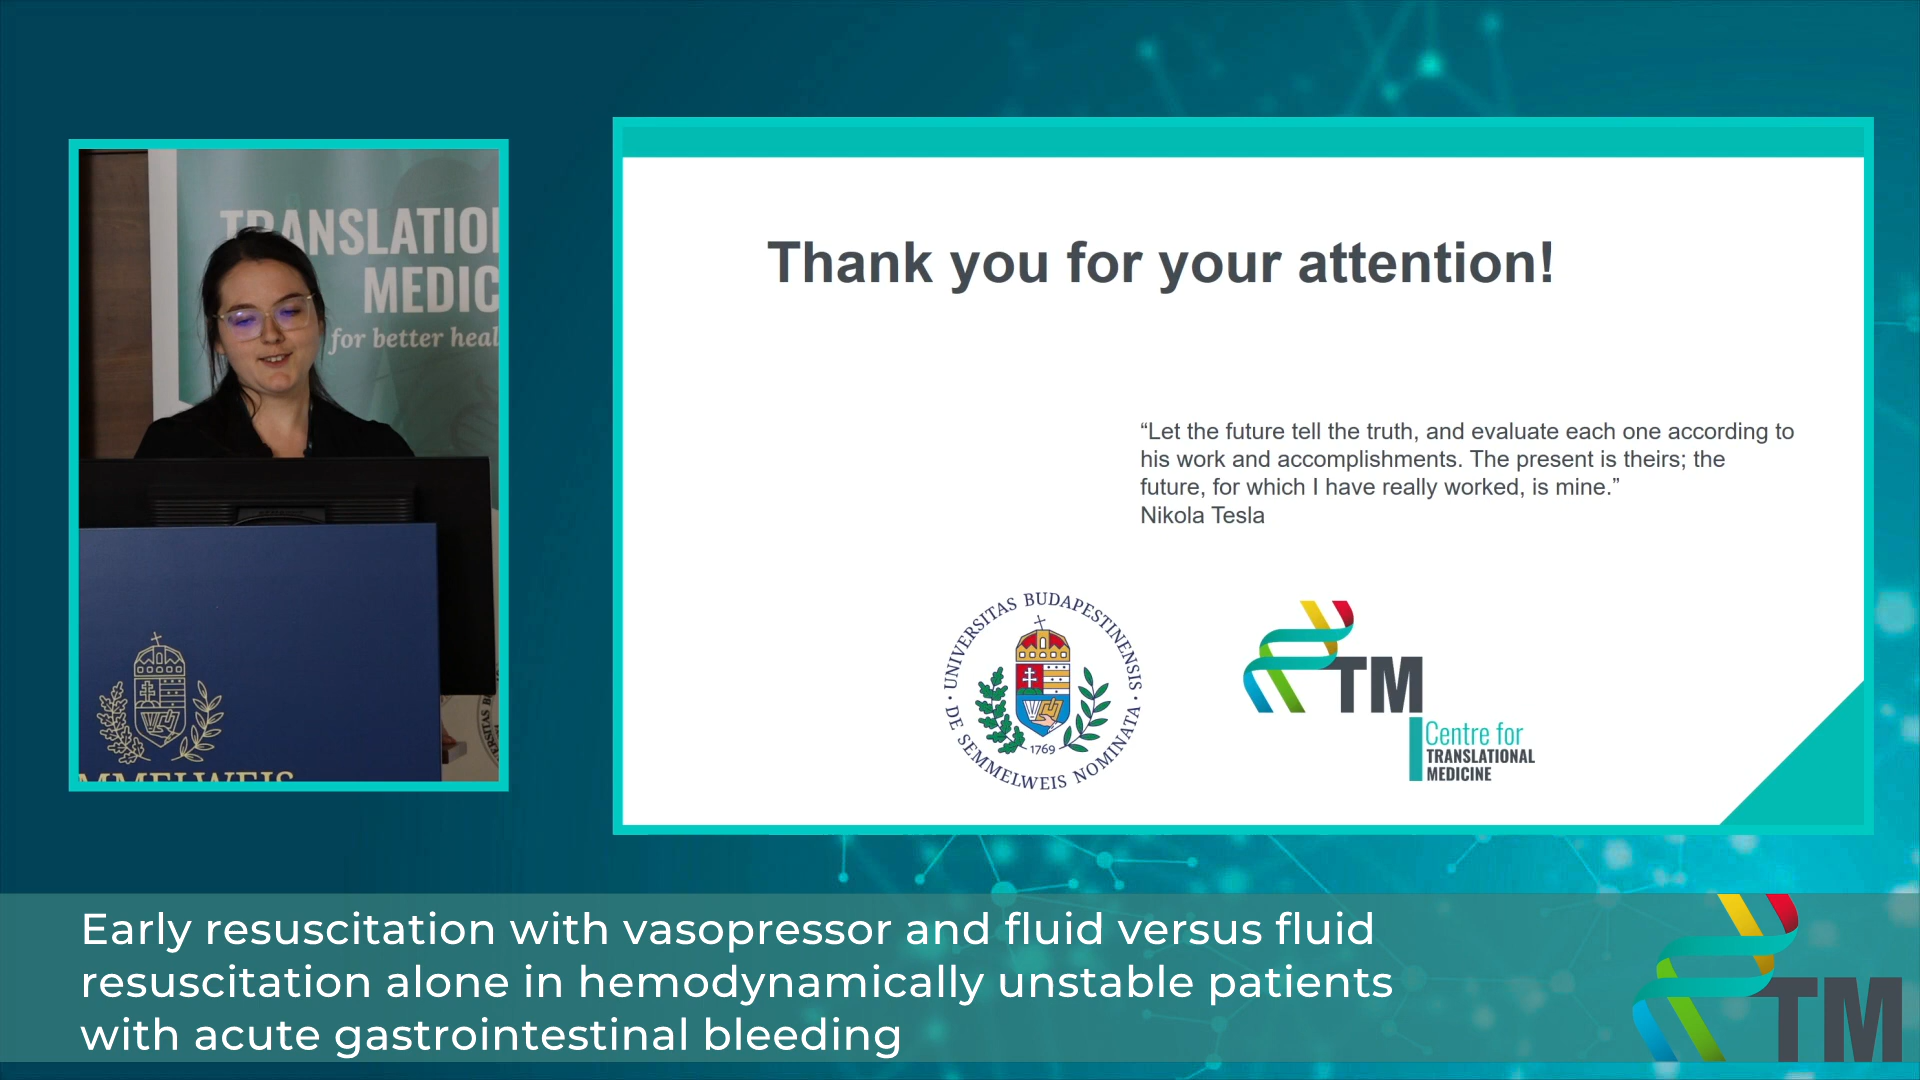 TRANSLATIO
MEDIC
for better heal
Thank you for your attention!
“Let the future tell the truth, and evaluate each one according to
his work and accomplishments. The present is theirs; the
future, for which I have really worked, is mine.”
Nikola Tesla
UNIVERSITAS BUDAPESTINENSIS
DE SEMMELWEIS NOMINATA
1769
TM
Centre for
TRANSLATIONAL
MEDICINE
MMELWEIS
Early resuscitation with vasopressor and fluid versus fluid
resuscitation alone in hemodynamically unstable patients
with acute gastrointestinal bleeding
TM